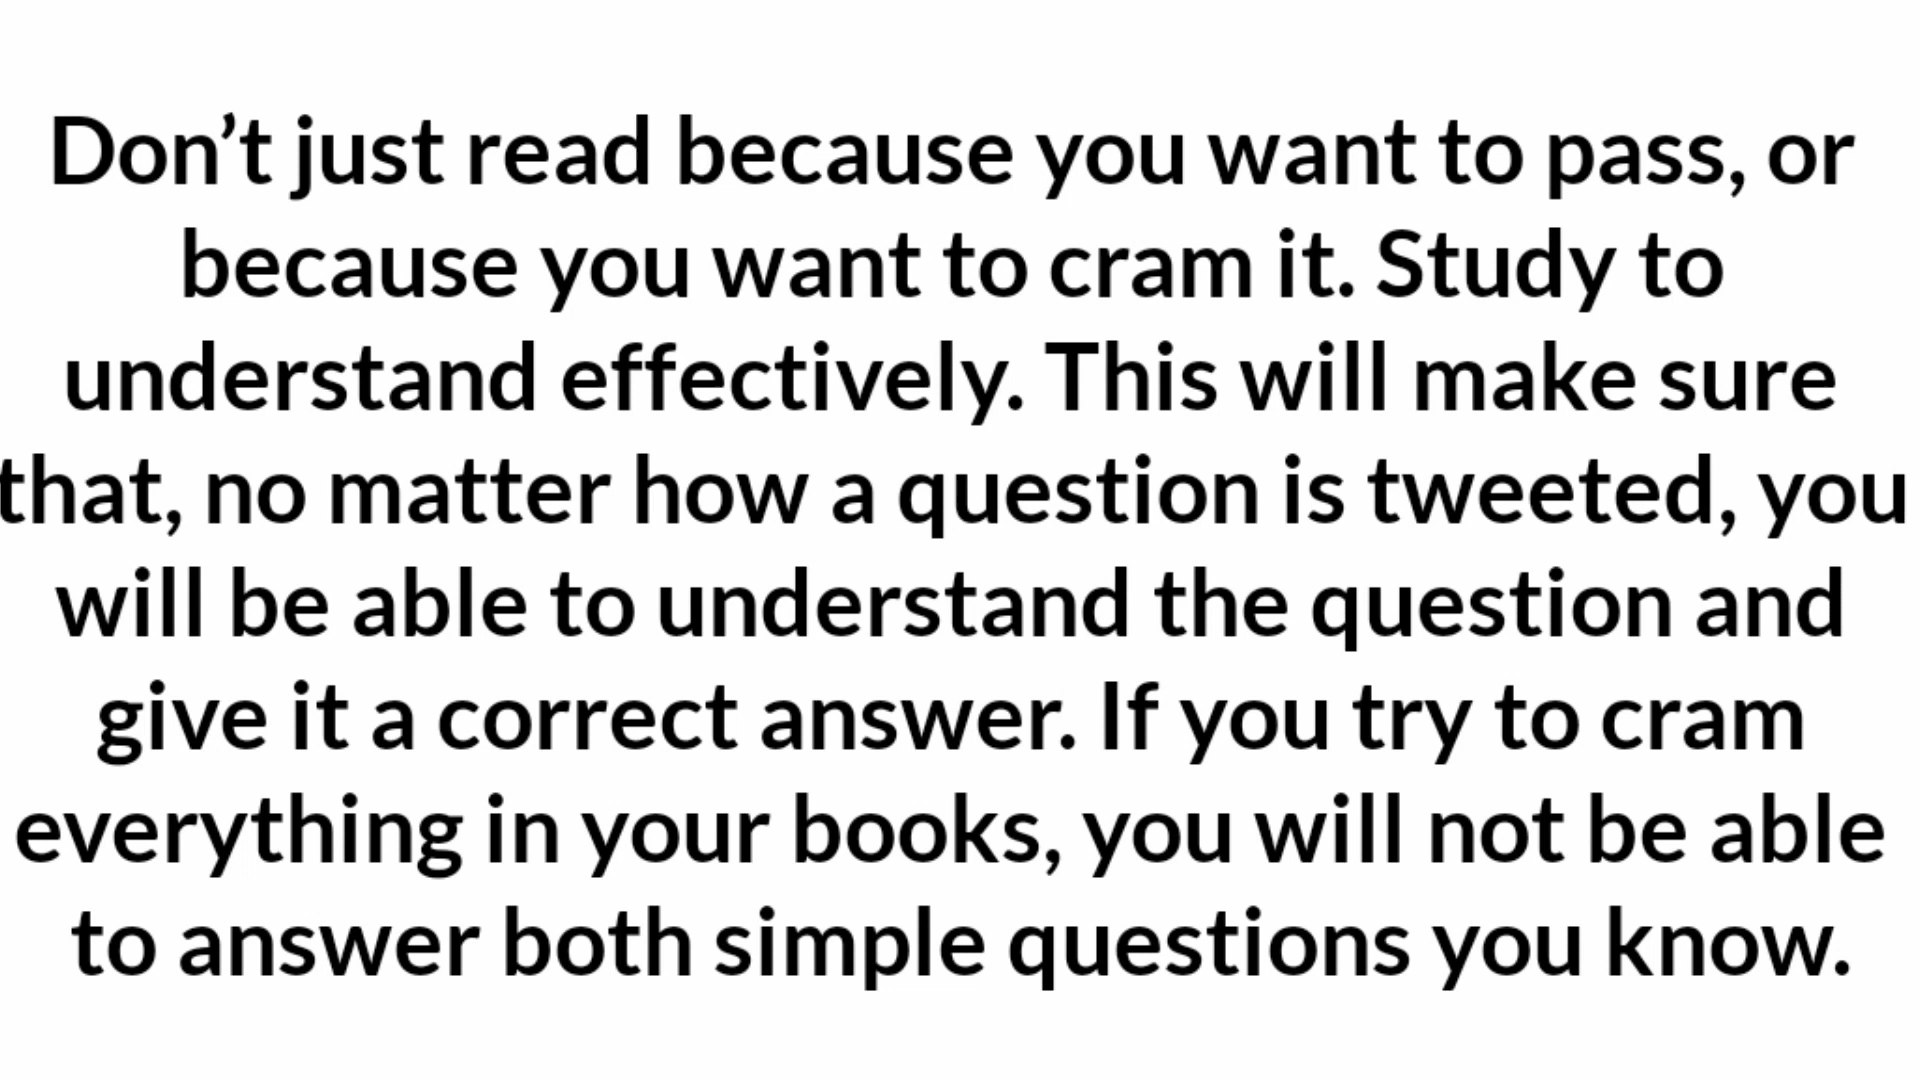 Don’t just read because you want to pass, or
because you want to cram it. Study to
understand effectively. This will make sure
that, no matter how a question is tweeted, you
will be able to understand the question and
give it a correct answer. If you try to cram
everything in your books, you will not be able
to answer both simple questions you know.